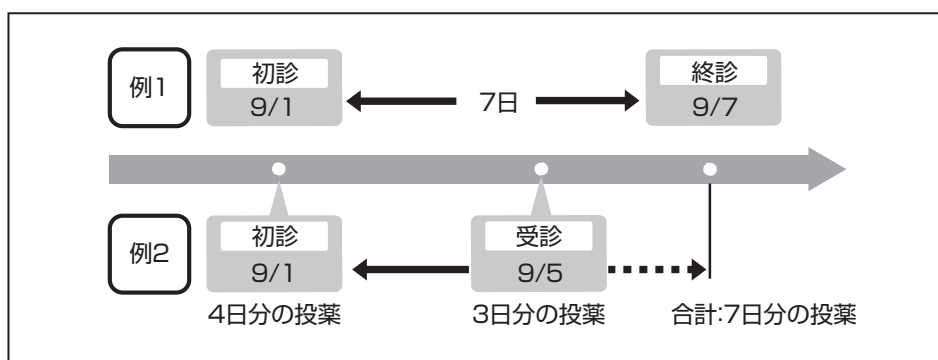 例1
初診
9/1
7日
終診
9/7
例2
初診
9/1
受診
9/5
4日分の投薬
3日分の投薬
合計:7日分の投薬